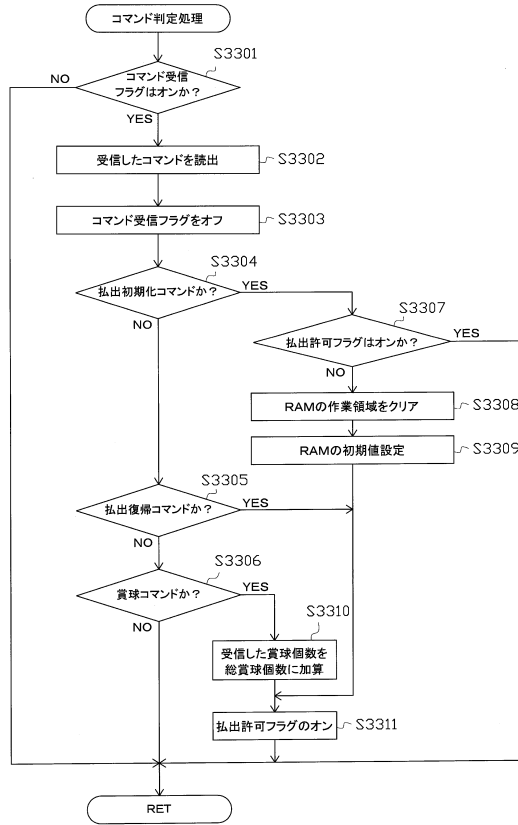 コマンド判定処理
S3301
コマンド受信
フラグはオンか?
NO
YES
受信したコマンドを読出
S3302
コマンド受信フラグをオフ
S3303
S3304
払出初期化コマンドか?
YES
NO
S3307
払出許可フラグはオンか?
YES
NO
RAMの作業領域をクリア
S3308
RAMの初期値設定
S3309
S3305
払出復帰コマンドか?
YES
NO
S3306
賞球コマンドか?
YES
NO
S3310
受信した賞球個数を
総賞球個数に加算
払出許可フラグのオン
S3311
RET